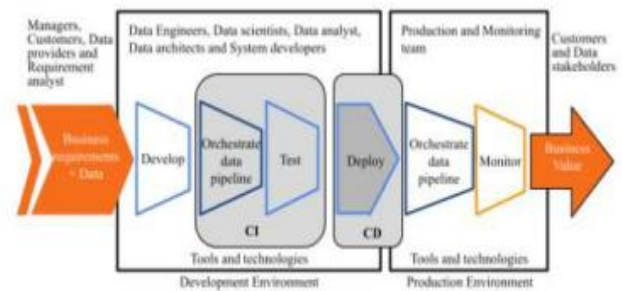 Managers,
Customers, Data
providers and
Requirement
analyst
Data Engineers, Data scientists, Data analyst,
Data architects and System developers
Production and Monitoring
team
Customers
and Data
stakeholders
Business
requirements
+ Data
Develop
Orchestrate
data
pipeline
Test
Deploy
Orchestrate
data
pipeline
Monitor
Business
Value
CI
CD
Tools and technologies
Tools and technologies
Development Environment
Production Environment